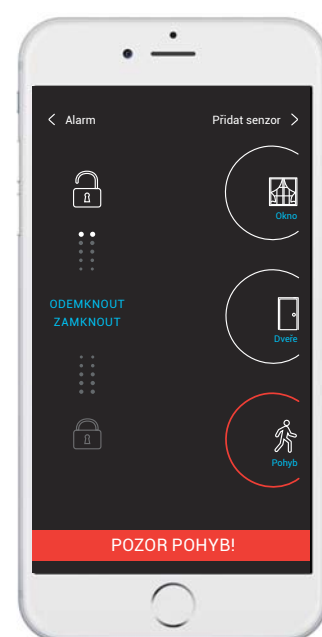 Alarm
Přidat senzor
Okno
ODEMKNOUT
ZAMKNOUT
Dveře
Pohyb
POZOR POHYB!